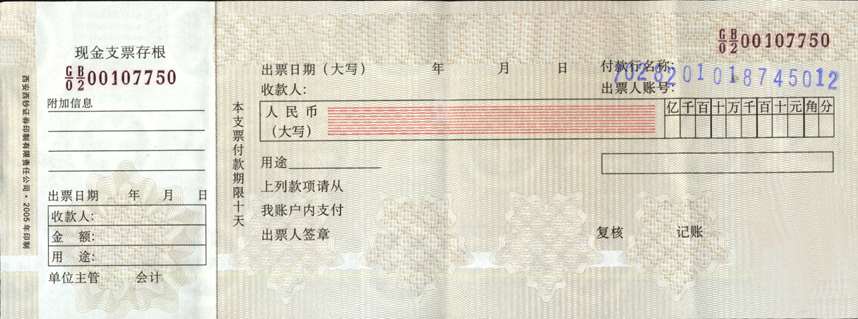 现金支票存根
GB/02 00107750
附加信息
出票日期 年 月 日
收款人:
金 额:
用 途:
单位主管 会计
西安西钞证券印制有限责任公司·2005年印制
本支票付款期限十天
GB/02 00107750
出票日期(大写) 年 月 日 付款行名称:
收款人: 出票人账号:
702820101018745012
人民币
(大写)
亿千百十万千百十元角分
用途
上列款项请从
我账户内支付
出票人签章 复核 记账